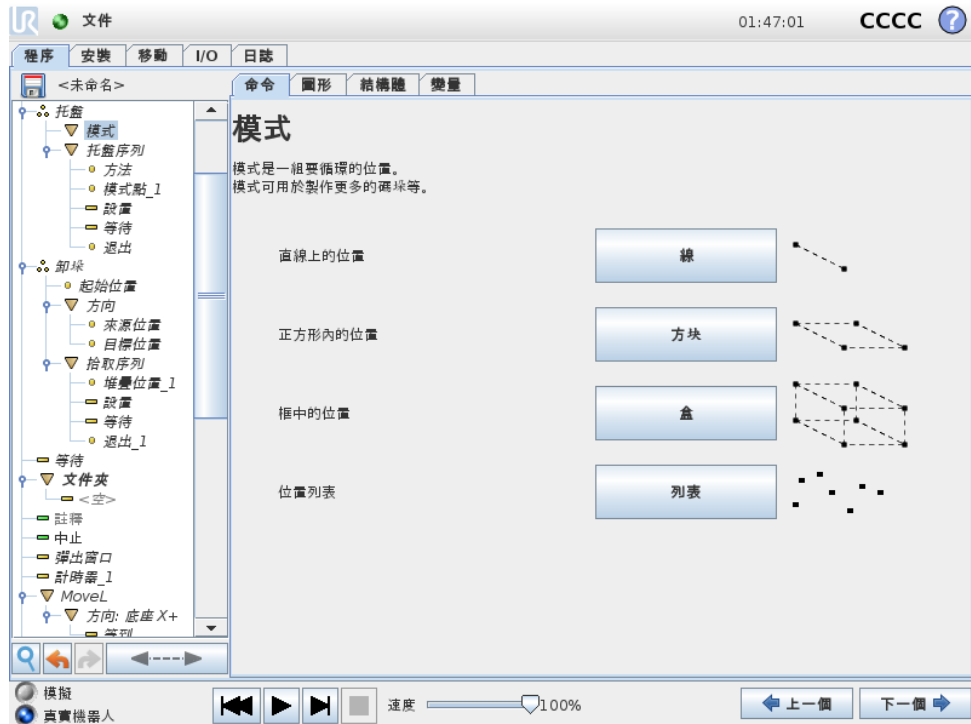 UR 文件 01:47:01 CCCC ?
程序 安裝 移動 I/O 日誌
<未命名>
命令 圖形 結構體 變量
托盤
模式
托盤序列
方法
模式點_1
設置
等待
退出
卸垛
起始位置
方向
來源位置
目標位置
拾取序列
堆疊位置_1
設置
等待
退出_1
等待
文件夾
<空>
註釋
中止
彈出窗口
計時器_1
MoveL
方向: 底座 X+
等到
模式
模式是一組要循環的位置。
模式可用於製作更多的碼垛等。
直線上的位置 線
正方形內的位置 方块
框中的位置 盒
位置列表 列表
模擬
真實機器人
速度 100%
上一個 下一個